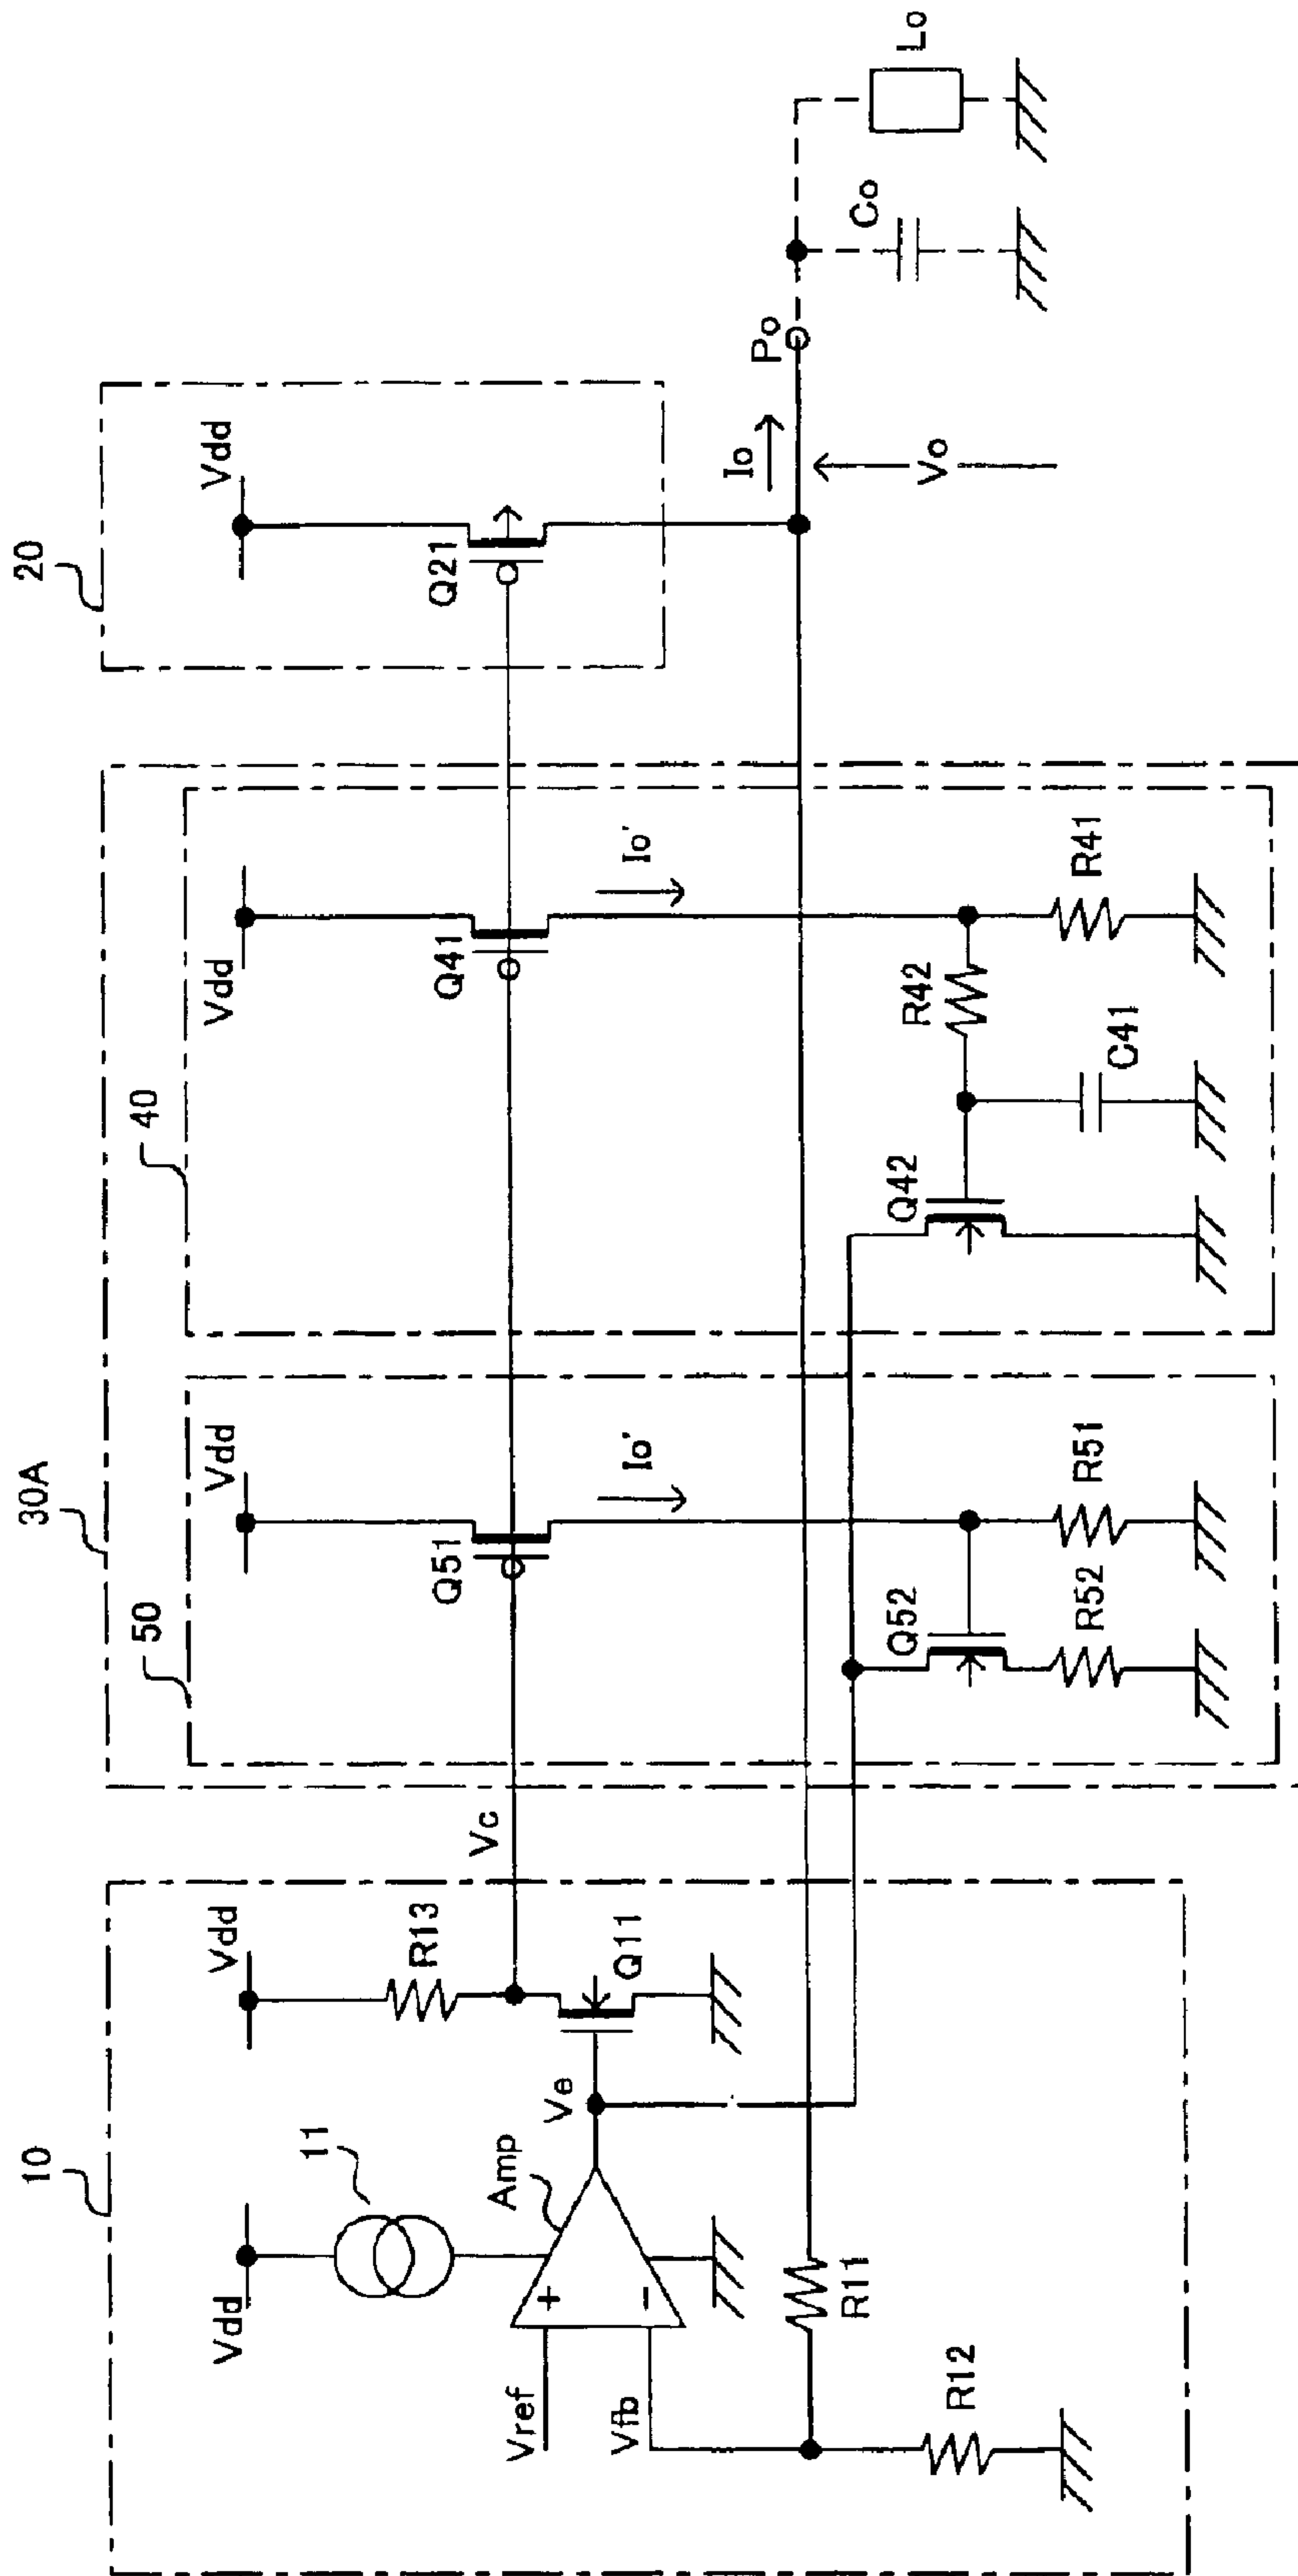 10
Vdd
11
Vdd
R13
Amp
Ve
Q11
Vref
Vfb
R11
R12
Vc
30A
50
Vdd
Q51
Io'
Q52
R52
R51
40
Vdd
Q41
Io'
R42
Q42
C41
R41
20
Vdd
Q21
Io
Vo
Po
Co
Lo
+
−